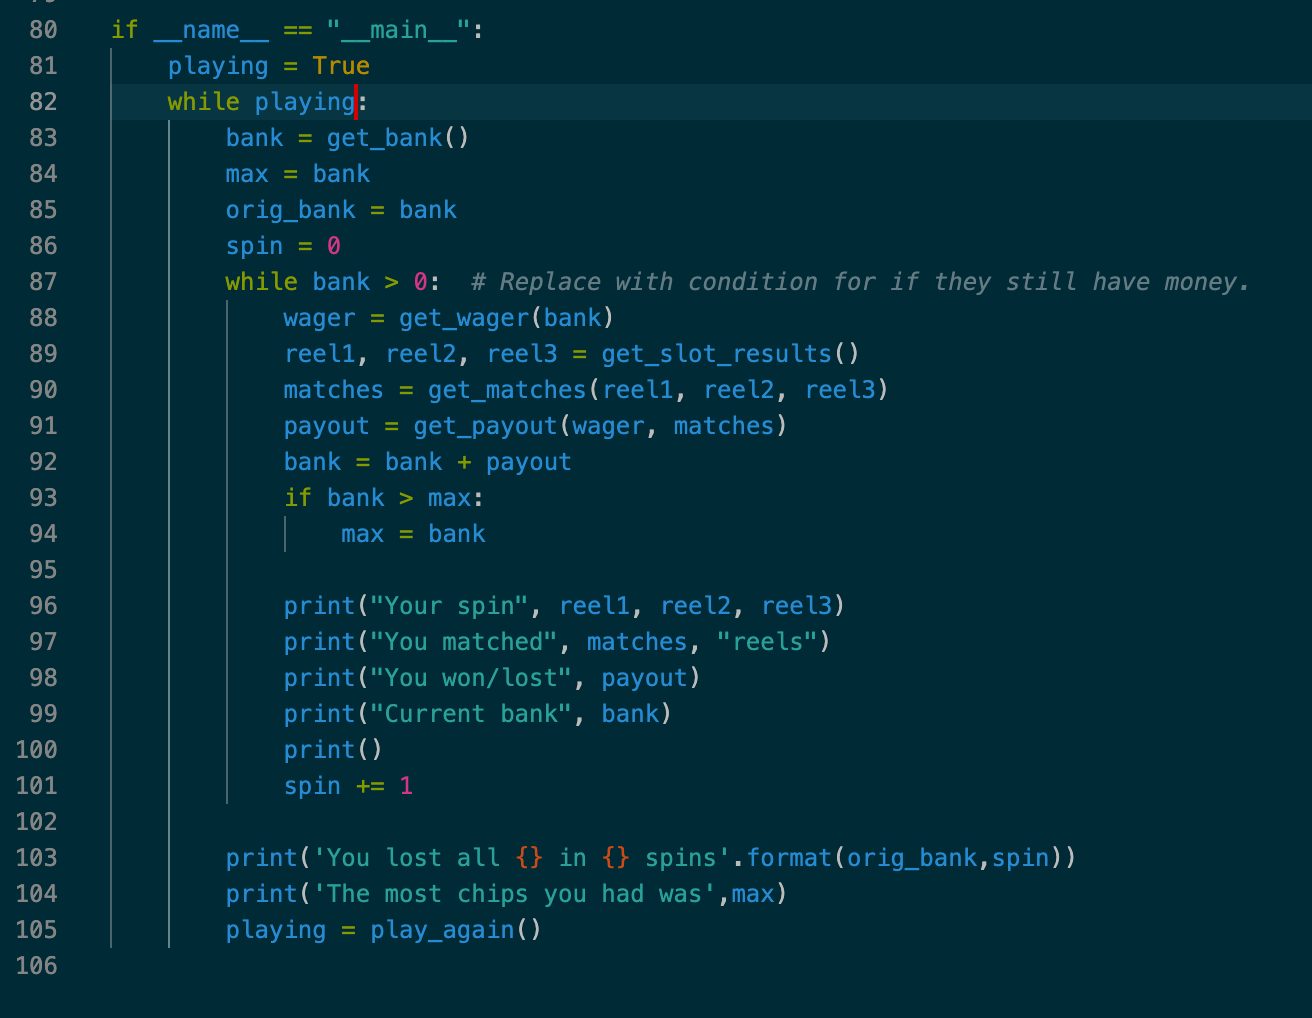 80 if __name__ == "__main__":
81     playing = True
82     while playing:
83         bank = get_bank()
84         max = bank
85         orig_bank = bank
86         spin = 0
87         while bank > 0:  # Replace with condition for if they still have money.
88             wager = get_wager(bank)
89             reel1, reel2, reel3 = get_slot_results()
90             matches = get_matches(reel1, reel2, reel3)
91             payout = get_payout(wager, matches)
92             bank = bank + payout
93             if bank > max:
94                 max = bank
95
96             print("Your spin", reel1, reel2, reel3)
97             print("You matched", matches, "reels")
98             print("You won/lost", payout)
99             print("Current bank", bank)
100             print()
101             spin += 1
102
103         print('You lost all {} in {} spins'.format(orig_bank,spin))
104         print('The most chips you had was',max)
105         playing = play_again()
106